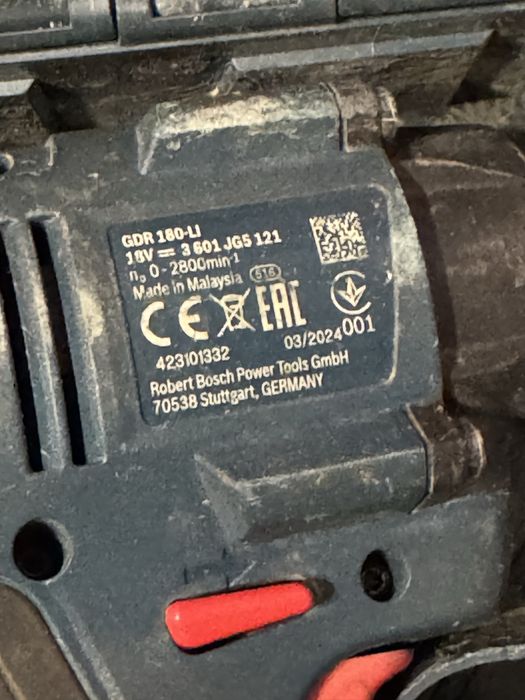 GDR 180-LI
18V ⎓ 3 601 JG5 121
n₀ 0 - 2800min⁻¹
Made in Malaysia 516
CE EAC
03/2024 001
423101332
Robert Bosch Power Tools GmbH
70538 Stuttgart, GERMANY